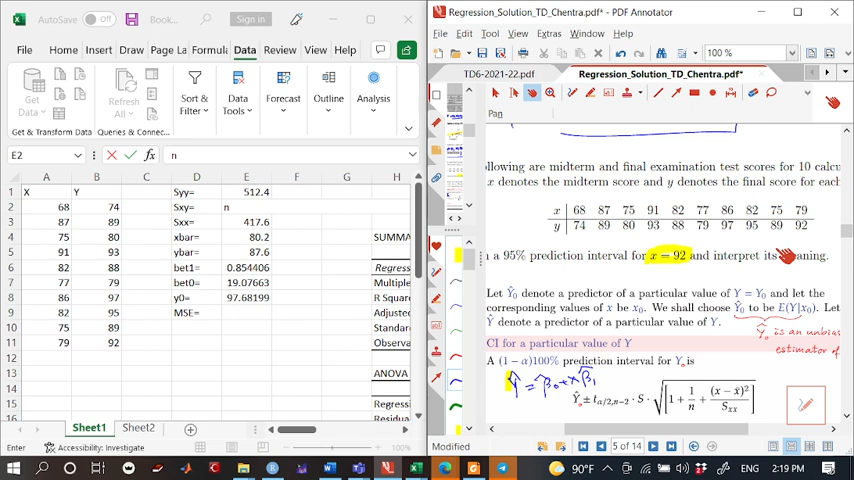 AutoSave Off Book... Sign in
File Home Insert Draw Page La Formula Data Review View Help
Get Data Refresh All Sort & Filter Data Tools Forecast Outline Analysis
Get & Transform Data Queries & Connec...
E2 n
A B C D E F G H
1 X Y Syy= 512.4
2 68 74 Sxy= n
3 87 89 Sxx= 417.6
4 75 80 xbar= 80.2 SUMMA
5 91 93 ybar= 87.6
6 82 88 bet1= 0.854406 Regres
7 77 79 bet0= 19.07663 Multiple
8 86 97 y0= 97.68199 R Square
9 82 95 MSE= Adjusted
10 75 89 Standard
11 79 92 Observa
12
13 ANOVA
14
15 Regressi
16 Residual
Sheet1 Sheet2
Enter Accessibility: Investigate 100%
Regression_Solution_TD_Chentra.pdf* - PDF Annotator
File Edit Tool View Extras Window Help
100 %
TD6-2021-22.pdf Regression_Solution_TD_Chentra.pdf*
Pan
ollowing are midterm and final examination test scores for 10 calcu
x denotes the midterm score and y denotes the final score for each
x 68 87 75 91 82 77 86 82 75 79
y 74 89 80 93 88 79 97 95 89 92
n a 95% prediction interval for x = 92 and interpret its meaning.
Let Ŷ₀ denote a predictor of a particular value of Y = Y₀ and let the
corresponding values of x be x₀. We shall choose Ŷ₀ to be E(Y|x₀). Let
Ŷ denote a predictor of a particular value of Y.
Ŷ₀ is an unbias
estimator of
CI for a particular value of Y
A (1 − α)100% prediction interval for Y₀ is
Ŷ = β̂₀ + x β̂₁
Ŷ₀ ± tα/2,n−2 · S · √[1 + 1/n + (x − x̄)²/Sxx]
Modified 5 of 14
90°F ENG 2:19 PM